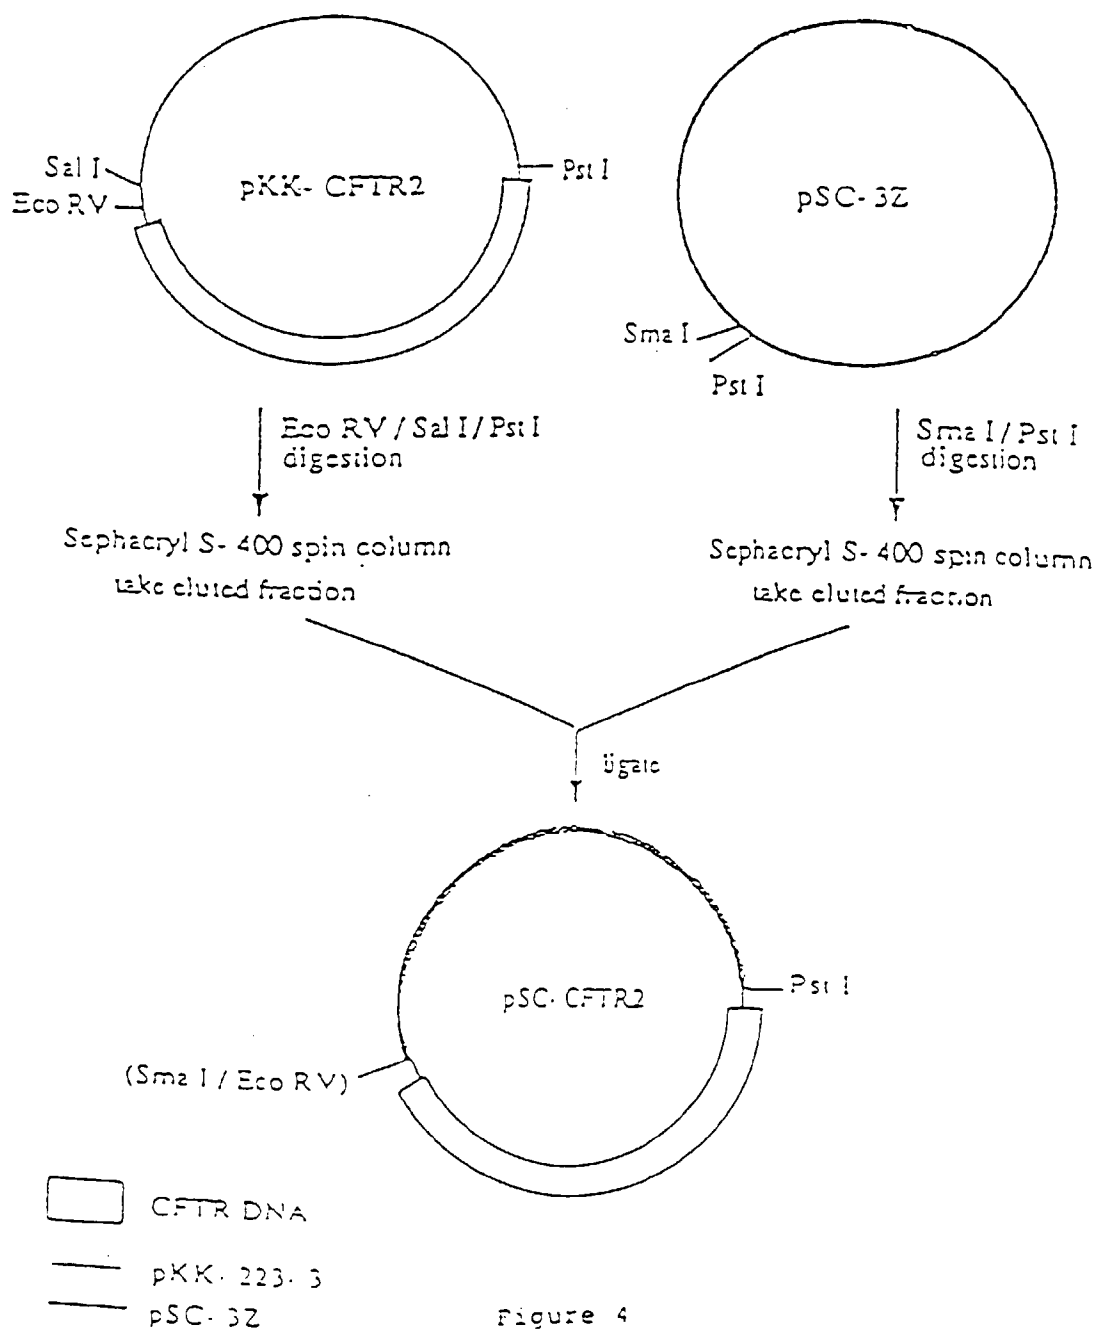 Sal I
Eco RV
pKK- CFTR2
Pst I
pSC- 3Z
Sma I
Pst I
Eco RV / Sal I / Pst I
digestion
Sma I / Pst I
digestion
Sephacryl S- 400 spin column
take eluted fraction
Sephacryl S- 400 spin column
take eluted fraction
ligate
pSC- CFTR2
Pst I
(Sma I / Eco RV)
CFTR DNA
pKK- 223- 3
pSC- 3Z
Figure 4